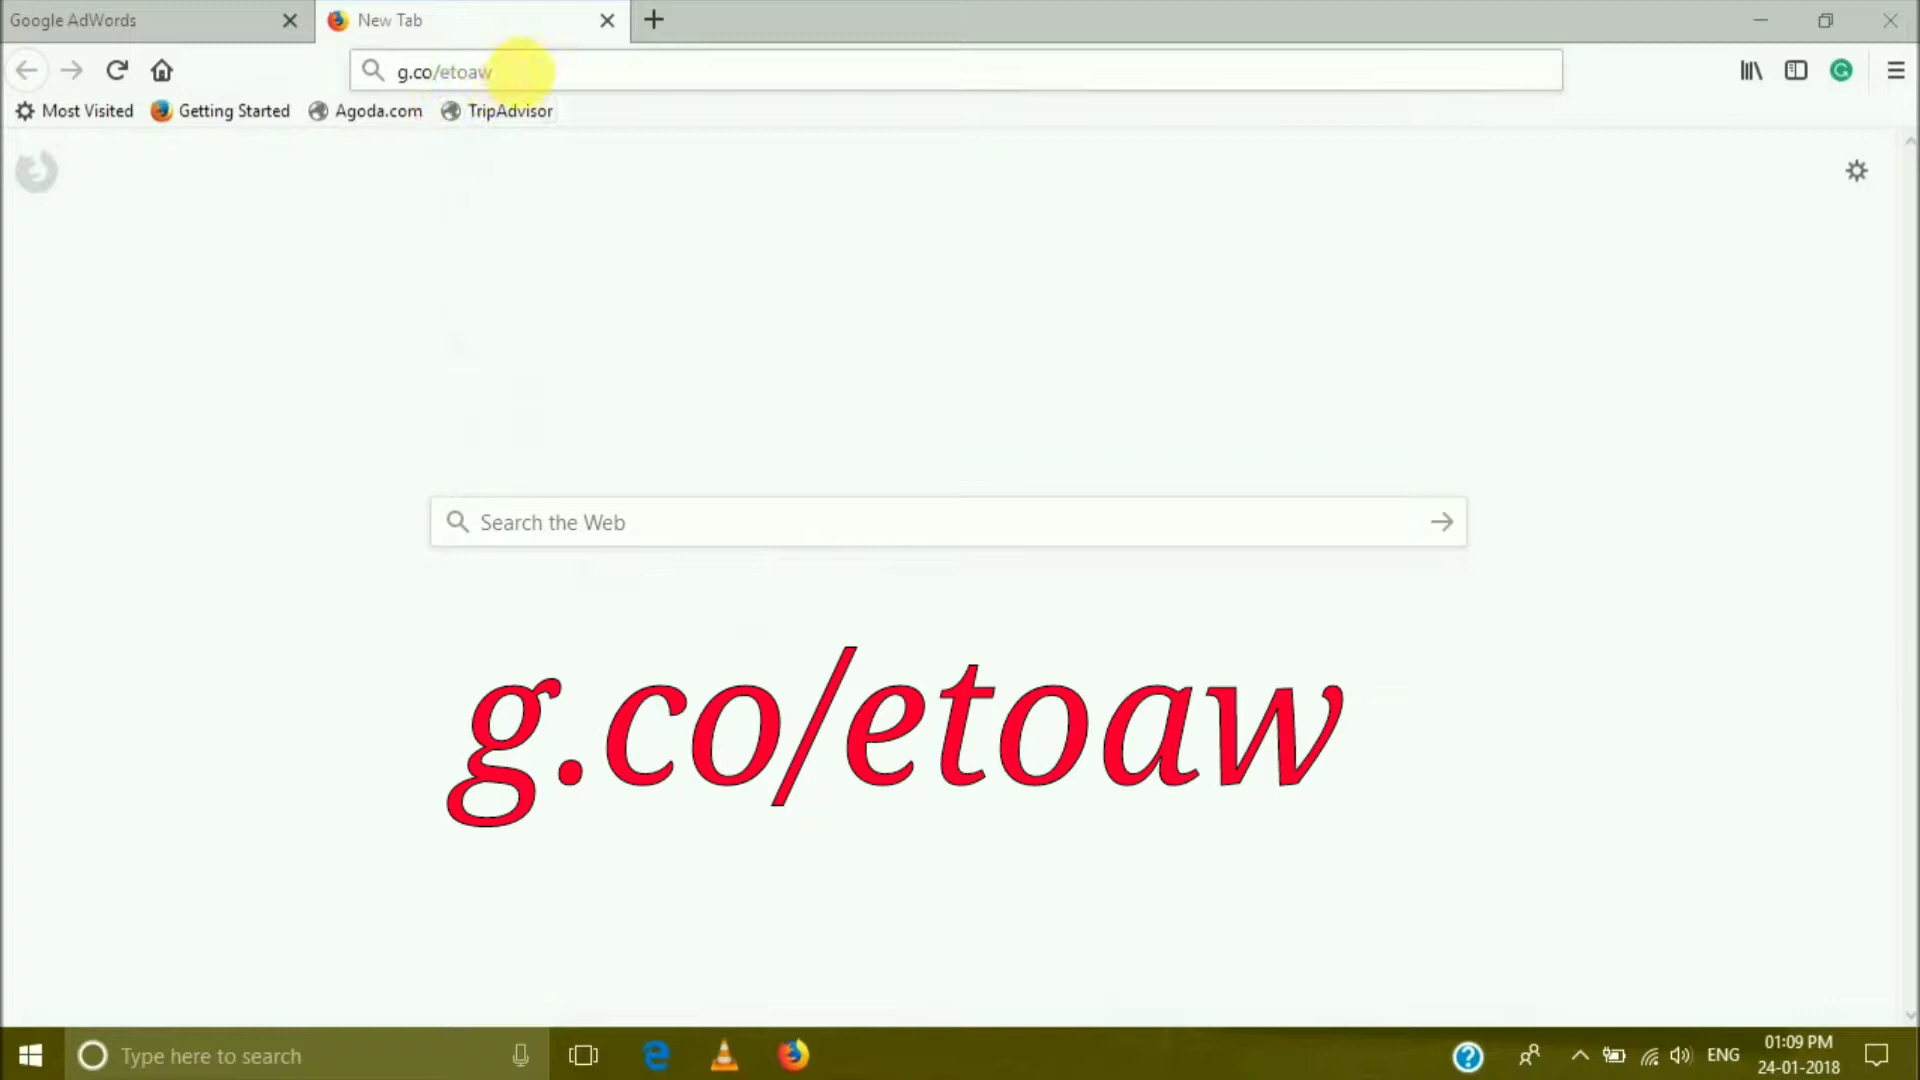 Google AdWords
New Tab
g.co/etoaw
Most Visited
Getting Started
Agoda.com
TripAdvisor
Search the Web
g.co/etoaw
Type here to search
ENG
01:09 PM
24-01-2018